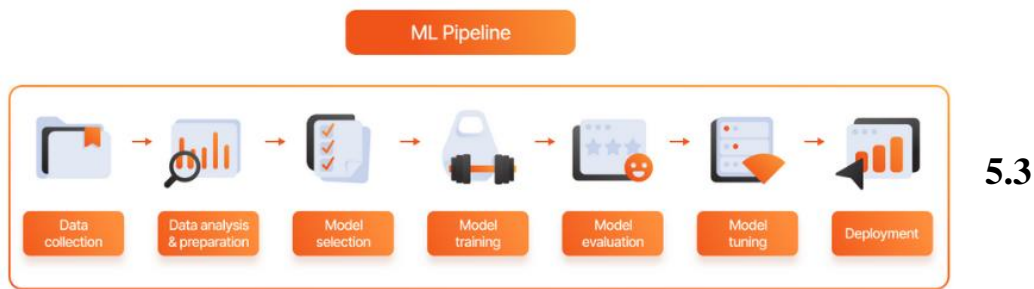 ML Pipeline
5.3
Data
collection
Data analysis
& preparation
Model
selection
Model
training
Model
evaluation
Model
tuning
Deployment